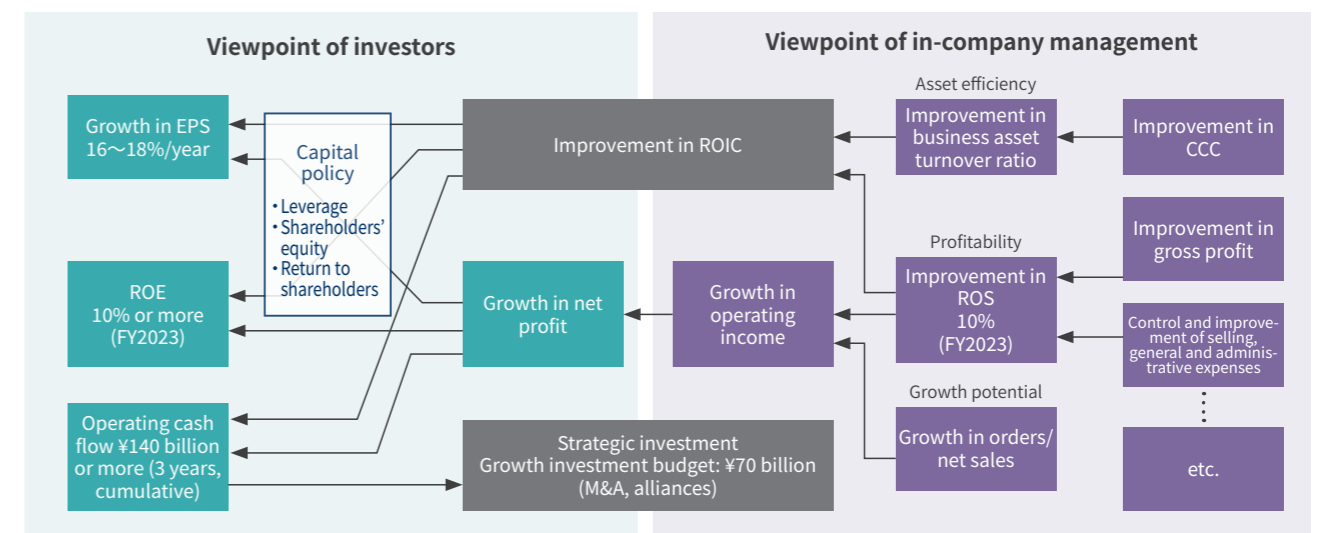 Viewpoint of investors
Viewpoint of in-company management
Growth in EPS
16～18%/year
Capital
policy
・Leverage
・Shareholders’
equity
・Return to
shareholders
ROE
10% or more
(FY2023)
Operating cash
flow ¥140 billion
or more (3 years,
cumulative)
Improvement in ROIC
Growth in net
profit
Strategic investment
Growth investment budget: ¥70 billion
(M&A, alliances)
Growth in
operating
income
Asset efficiency
Improvement in
business asset
turnover ratio
Profitability
Improvement in
ROS
10%
(FY2023)
Growth potential
Growth in orders/
net sales
Improvement in
CCC
Improvement in
gross profit
Control and improve-
ment of selling,
general and adminis-
trative expenses
etc.